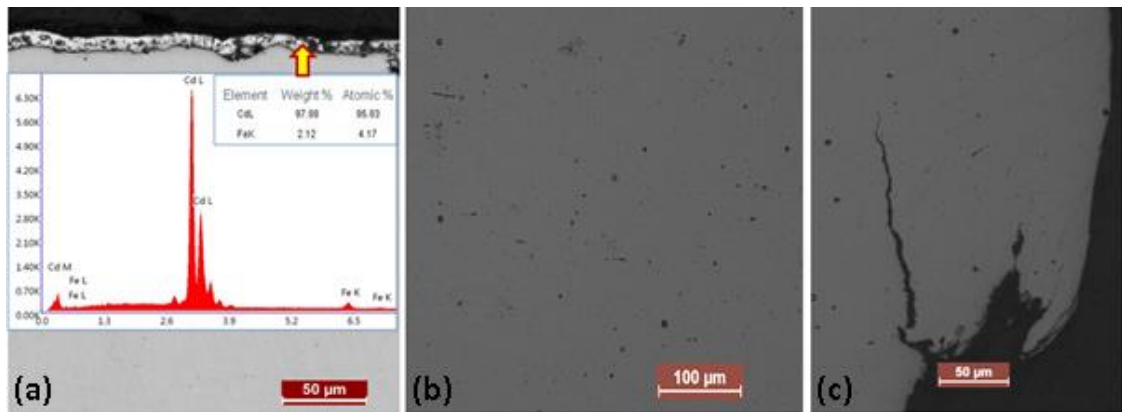 Element Weight % Atomic %
CdL 97.88 95.83
FeK 2.12 4.17
6.30K
5.60K
4.90K
4.20K
3.50K
2.80K
2.10K
1.40K
0.70K
0.00K
Cd L
Cd L
Cd M
Fe L
Fe L
Fe K
Fe K
0.0 1.3 2.6 3.9 5.2 6.5
(a)
50 µm
(b)
100 µm
(c)
50 µm